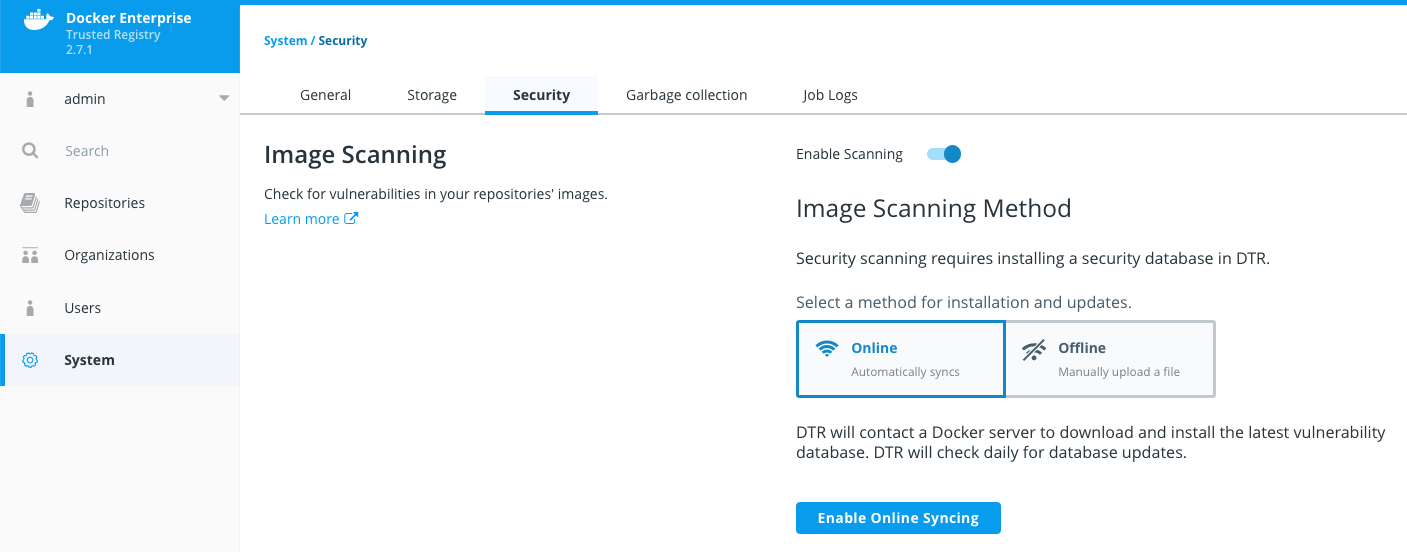 Docker Enterprise
Trusted Registry
2.7.1
admin
Search
Repositories
Organizations
Users
System
System / Security
General
Storage
Security
Garbage collection
Job Logs
Image Scanning
Check for vulnerabilities in your repositories' images.
Learn more
Enable Scanning
Image Scanning Method
Security scanning requires installing a security database in DTR.
Select a method for installation and updates.
Online
Automatically syncs
Offline
Manually upload a file
DTR will contact a Docker server to download and install the latest vulnerability
database. DTR will check daily for database updates.
Enable Online Syncing